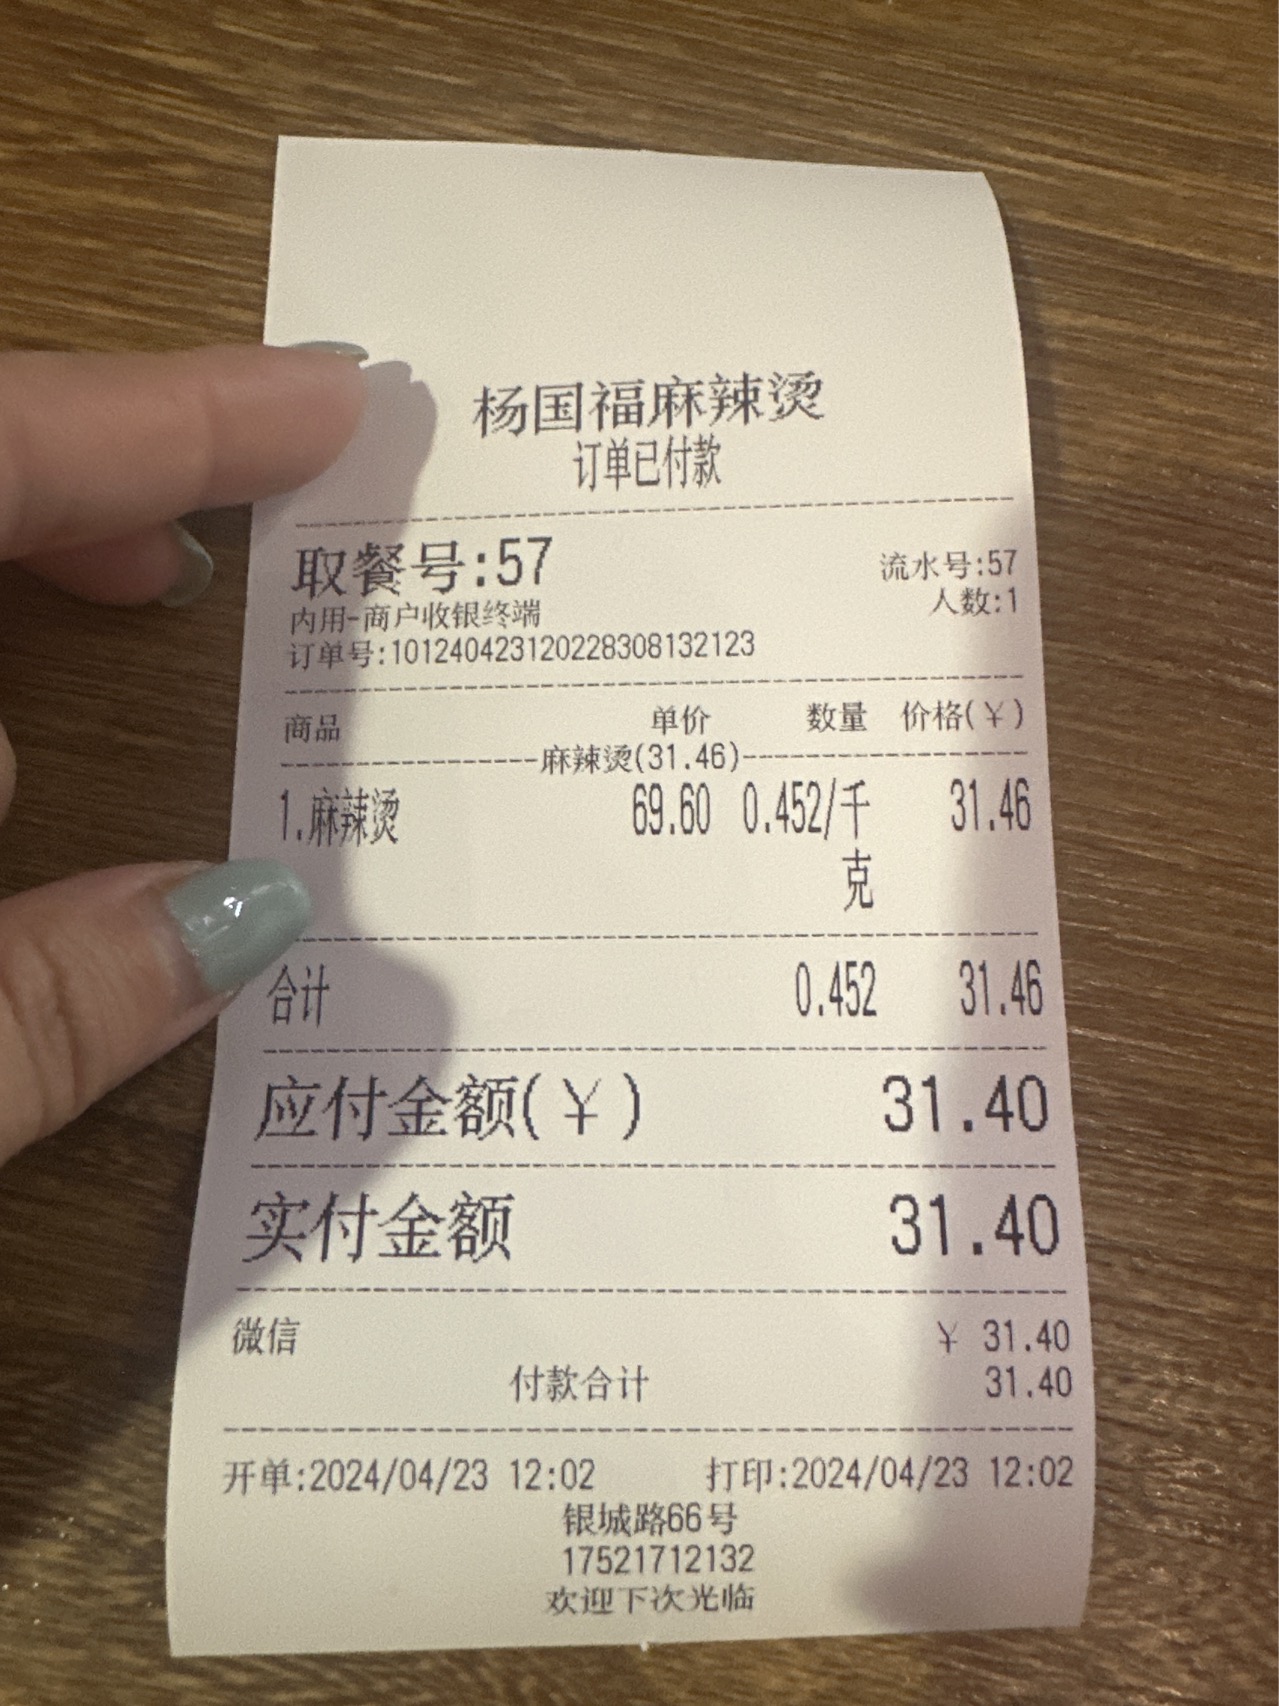 杨国福麻辣烫
订单已付款
取餐号:57 流水号:57
内用-商户收银终端 人数:1
订单号:101240423120228308132123
商品 单价 数量 价格(¥)
麻辣烫(31.46)
1.麻辣烫 69.60 0.452/千 31.46
克
合计 0.452 31.46
应付金额(¥) 31.40
实付金额 31.40
微信 ¥ 31.40
付款合计 31.40
开单:2024/04/23 12:02 打印:2024/04/23 12:02
银城路66号
17521712132
欢迎下次光临